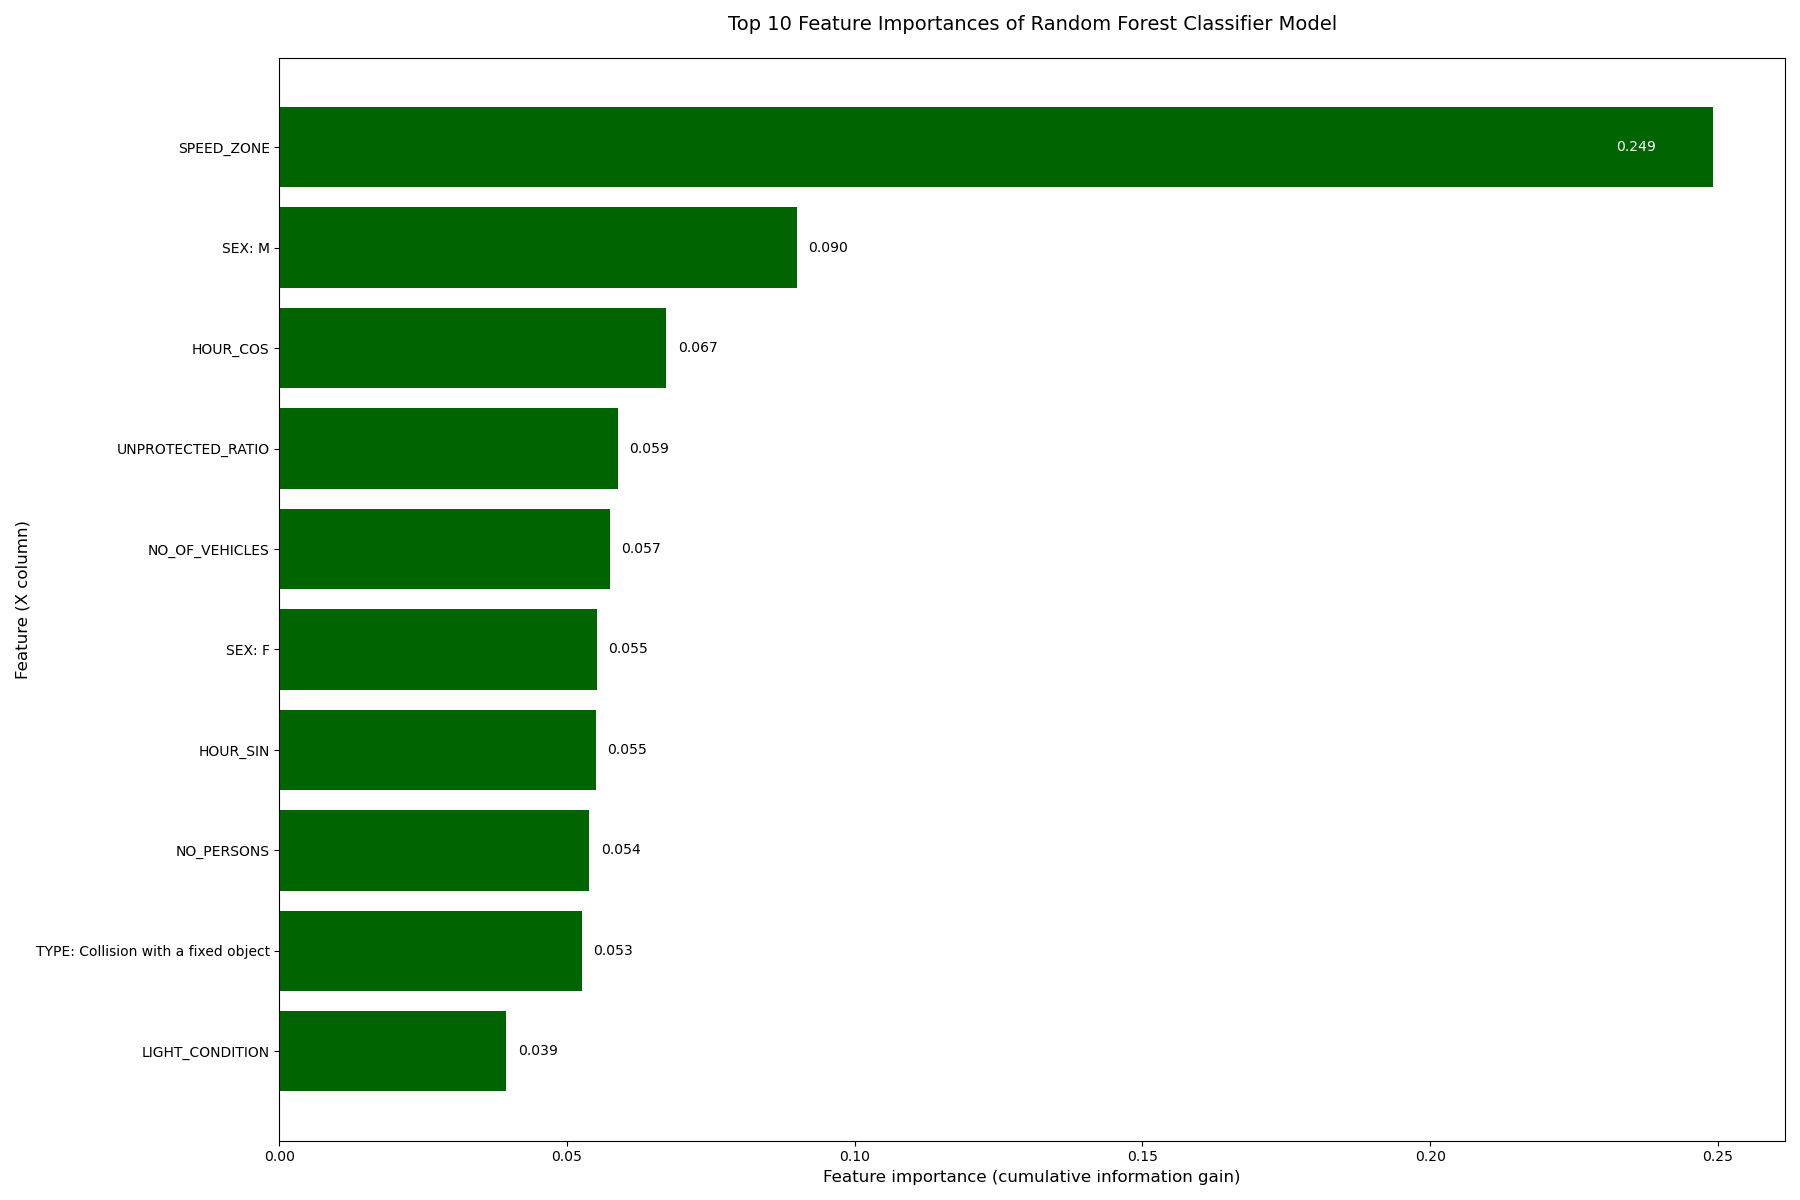 Top 10 Feature Importances of Random Forest Classifier Model
SPEED_ZONE
0.249
SEX: M
0.090
HOUR_COS
0.067
UNPROTECTED_RATIO
0.059
NO_OF_VEHICLES
0.057
SEX: F
0.055
HOUR_SIN
0.055
NO_PERSONS
0.054
TYPE: Collision with a fixed object
0.053
LIGHT_CONDITION
0.039
Feature (X column)
0.00
0.05
0.10
0.15
0.20
0.25
Feature importance (cumulative information gain)